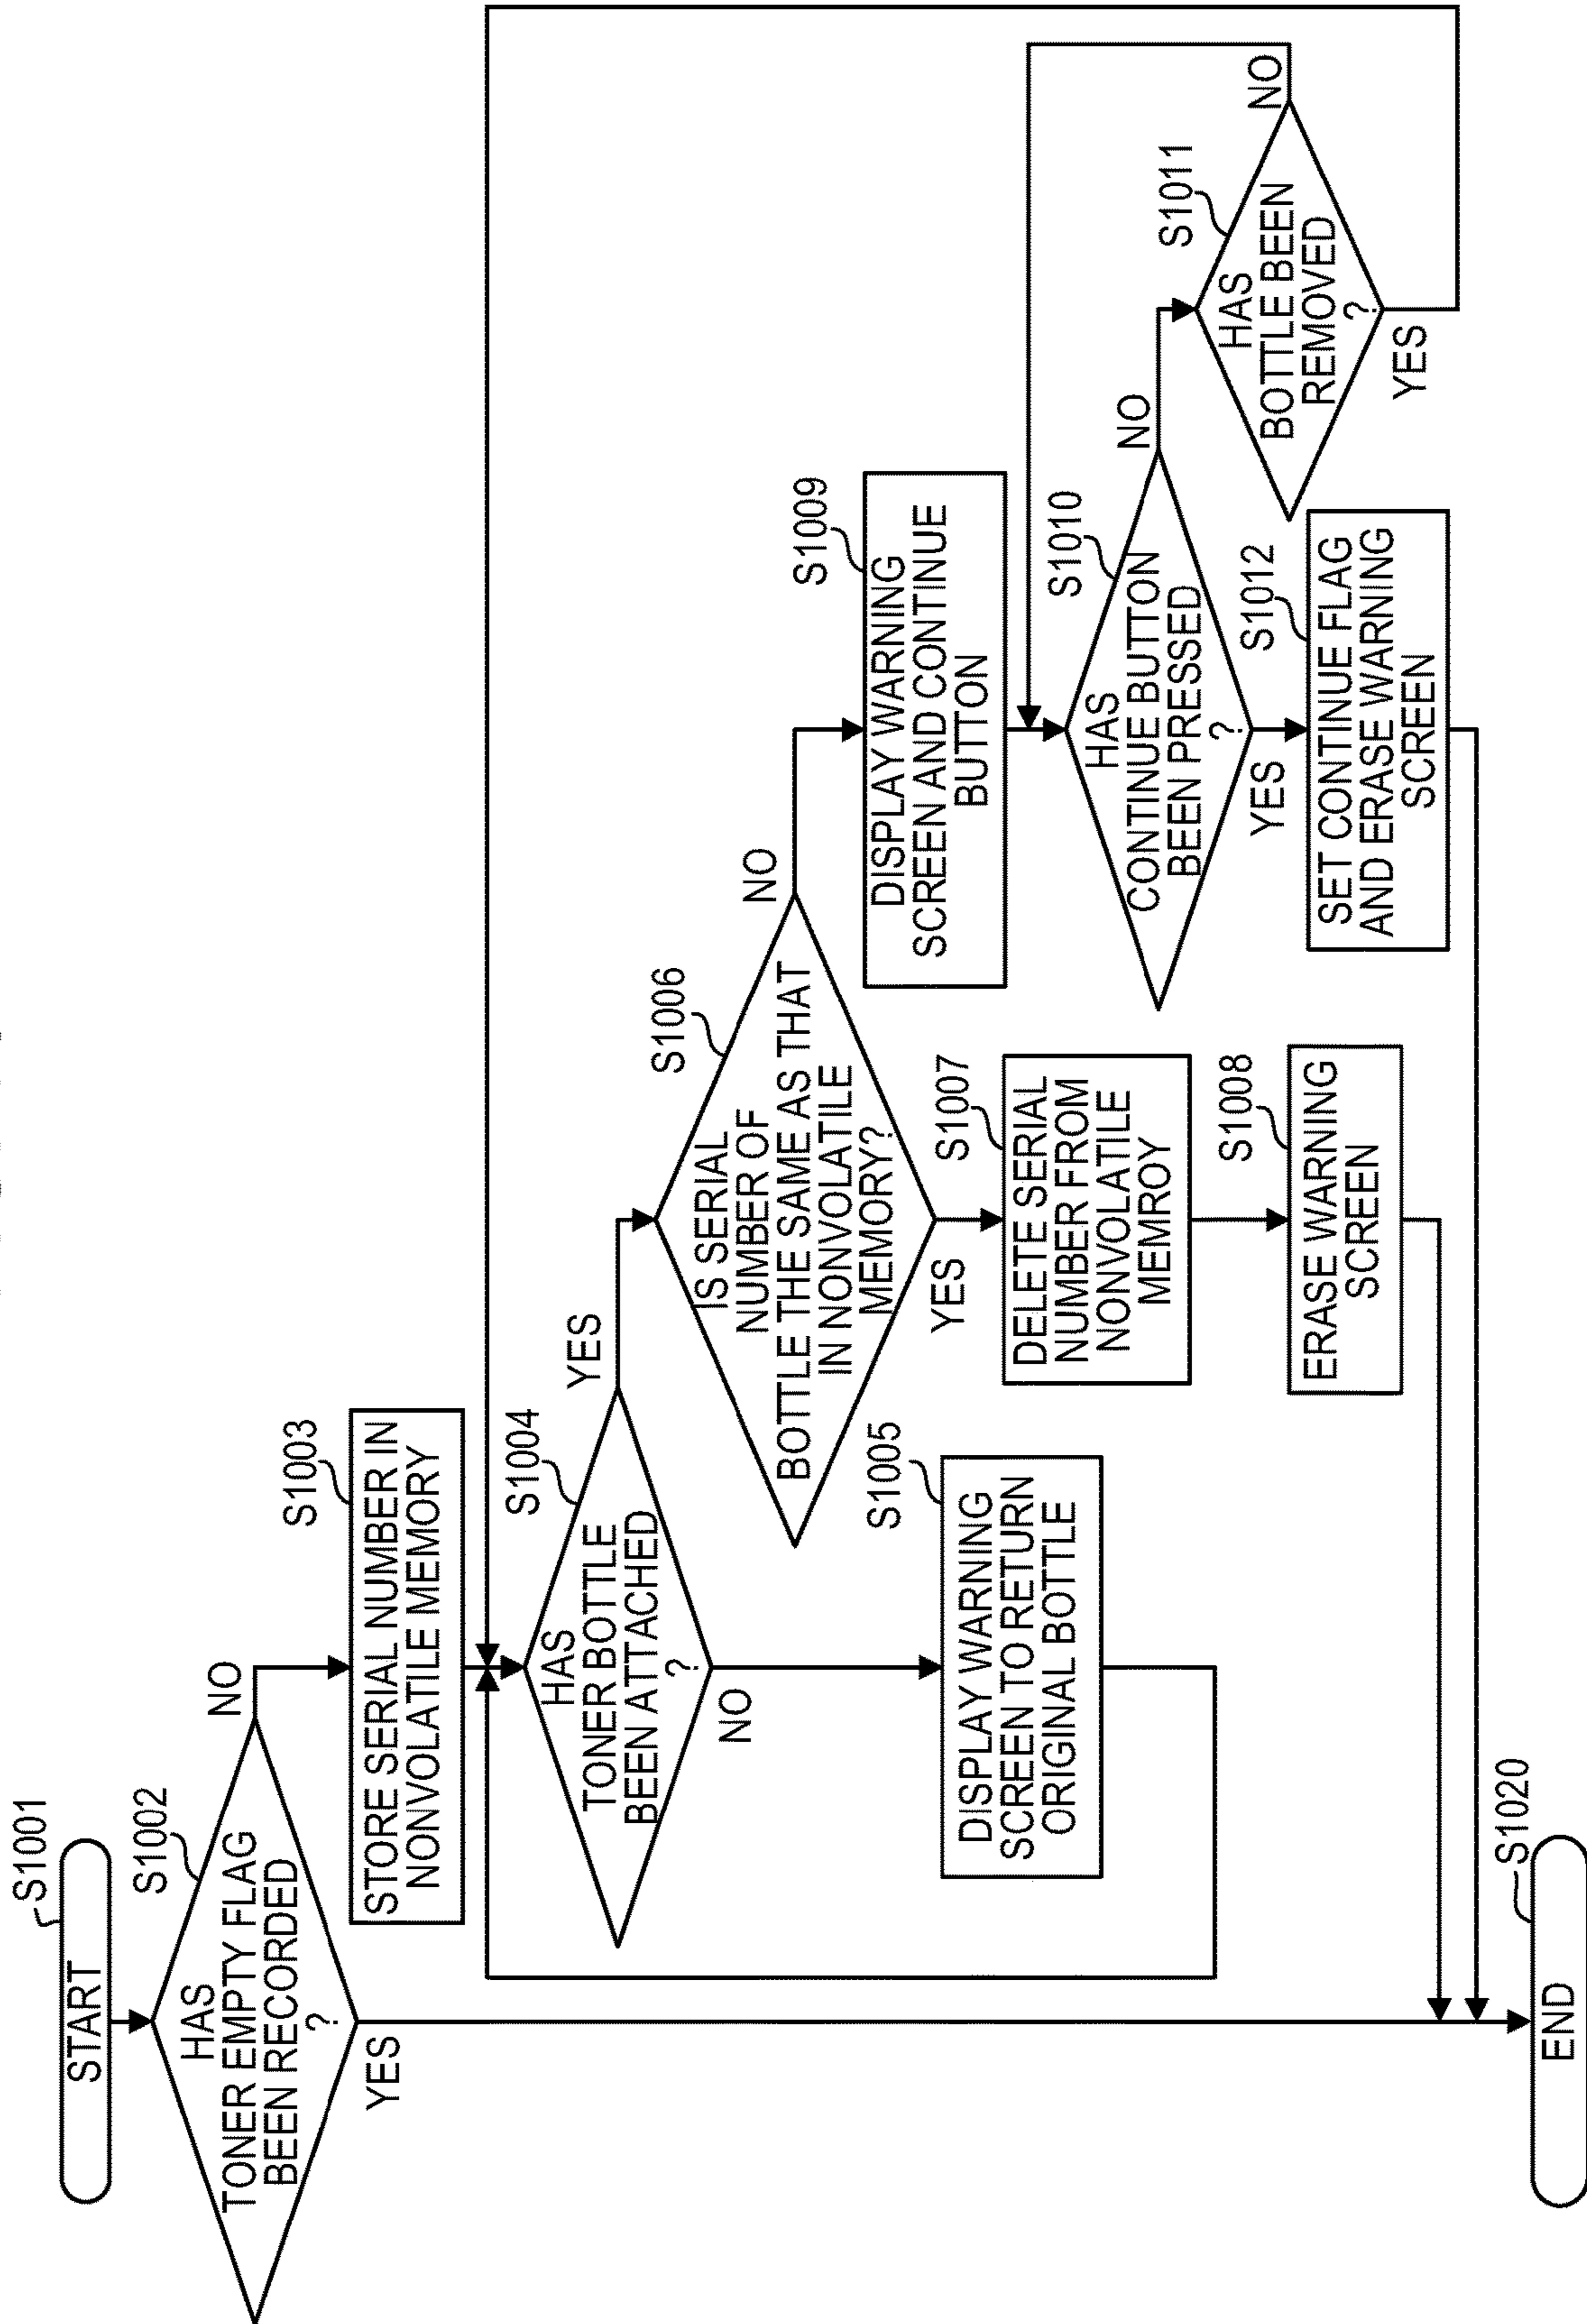 S1001
START
S1002
HAS
TONER EMPTY FLAG
BEEN RECORDED
?
NO
YES
S1003
STORE SERIAL NUMBER IN
NONVOLATILE MEMORY
S1004
HAS
TONER BOTTLE
BEEN ATTACHED
?
YES
NO
S1005
DISPLAY WARNING
SCREEN TO RETURN
ORIGINAL BOTTLE
S1006
IS SERIAL
NUMBER OF
BOTTLE THE SAME AS THAT
IN NONVOLATILE
MEMORY?
NO
YES
S1007
DELETE SERIAL
NUMBER FROM
NONVOLATILE
MEMROY
S1008
ERASE WARNING
SCREEN
S1009
DISPLAY WARNING
SCREEN AND CONTINUE
BUTTON
S1010
HAS
CONTINUE BUTTON
BEEN PRESSED
?
NO
YES
S1011
HAS
BOTTLE BEEN
REMOVED
?
NO
YES
S1012
SET CONTINUE FLAG
AND ERASE WARNING
SCREEN
S1020
END